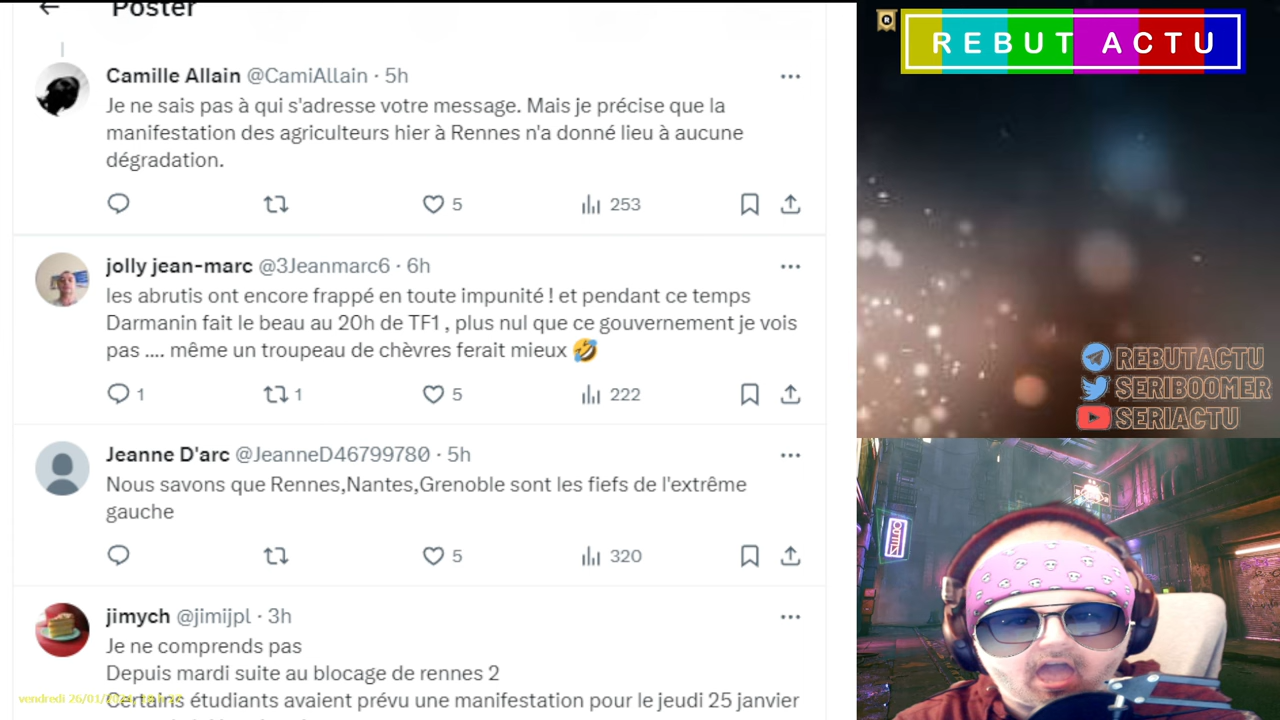 Poster
Camille Allain @CamiAllain · 5h
Je ne sais pas à qui s'adresse votre message. Mais je précise que la
manifestation des agriculteurs hier à Rennes n'a donné lieu à aucune
dégradation.
5 253
jolly jean-marc @3Jeanmarc6 · 6h
les abrutis ont encore frappé en toute impunité ! et pendant ce temps
Darmanin fait le beau au 20h de TF1 , plus nul que ce gouvernement je vois
pas .... même un troupeau de chèvres ferait mieux 🤣
1 1 5 222
Jeanne D'arc @JeanneD46799780 · 5h
Nous savons que Rennes,Nantes,Grenoble sont les fiefs de l'extrême
gauche
5 320
jimych @jimijpl · 3h
Je ne comprends pas
Depuis mardi suite au blocage de rennes 2
Certains étudiants avaient prévu une manifestation pour le jeudi 25 janvier
vendredi 26/01/
R
REBUT ACTU
REBUTACTU
SERIBOOMER
SERIACTU